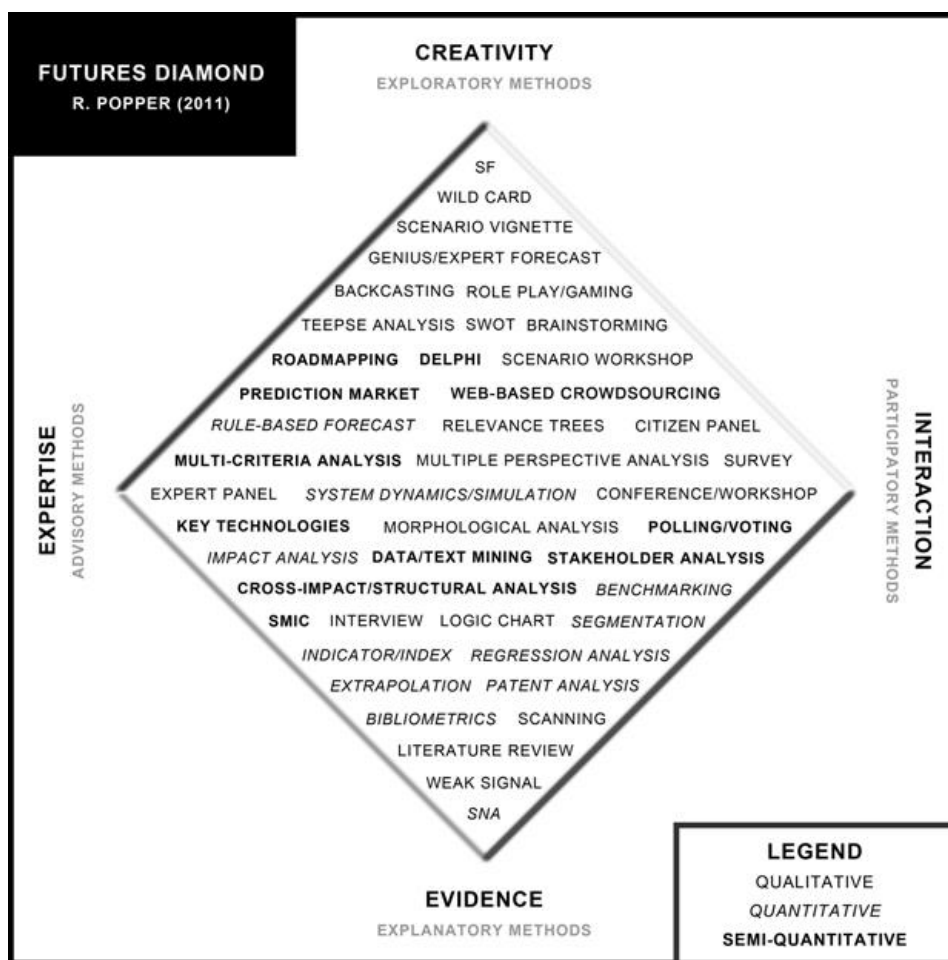 FUTURES DIAMOND
R. POPPER (2011)
CREATIVITY
EXPLORATORY METHODS
SF
WILD CARD
SCENARIO VIGNETTE
GENIUS/EXPERT FORECAST
BACKCASTING ROLE PLAY/GAMING
TEEPSE ANALYSIS SWOT BRAINSTORMING
ROADMAPPING DELPHI SCENARIO WORKSHOP
PREDICTION MARKET WEB-BASED CROWDSOURCING
RULE-BASED FORECAST RELEVANCE TREES CITIZEN PANEL
MULTI-CRITERIA ANALYSIS MULTIPLE PERSPECTIVE ANALYSIS SURVEY
EXPERT PANEL SYSTEM DYNAMICS/SIMULATION CONFERENCE/WORKSHOP
KEY TECHNOLOGIES MORPHOLOGICAL ANALYSIS POLLING/VOTING
IMPACT ANALYSIS DATA/TEXT MINING STAKEHOLDER ANALYSIS
CROSS-IMPACT/STRUCTURAL ANALYSIS BENCHMARKING
SMIC INTERVIEW LOGIC CHART SEGMENTATION
INDICATOR/INDEX REGRESSION ANALYSIS
EXTRAPOLATION PATENT ANALYSIS
BIBLIOMETRICS SCANNING
LITERATURE REVIEW
WEAK SIGNAL
SNA
EXPERTISE
ADVISORY METHODS
INTERACTION
PARTICIPATORY METHODS
EVIDENCE
EXPLANATORY METHODS
LEGEND
QUALITATIVE
QUANTITATIVE
SEMI-QUANTITATIVE